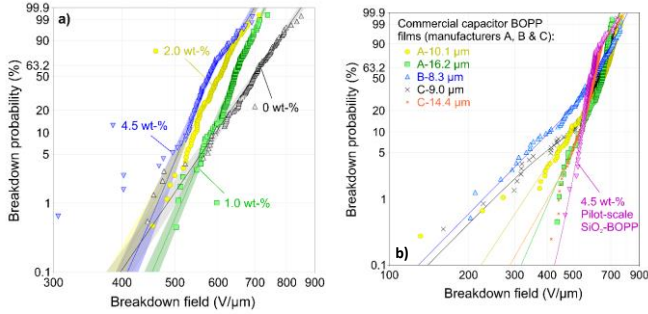 a)
99.9
99
90
63.2
50
20
10
5
1
0.1
Breakdown probability (%)
2.0 wt-%
4.5 wt-%
0 wt-%
1.0 wt-%
300 400 500 600 700 800 900
Breakdown field (V/µm)
Commercial capacitor BOPP
films (manufacturers A, B & C):
A-10.1 µm
A-16.2 µm
B-8.3 µm
C-9.0 µm
C-14.4 µm
99.9
99
90
63.2
50
20
10
5
1
0.1
Breakdown probability (%)
4.5 wt-%
Pilot-scale
SiO₂-BOPP
b)
100 200 300 400 500 700 900
Breakdown field (V/µm)